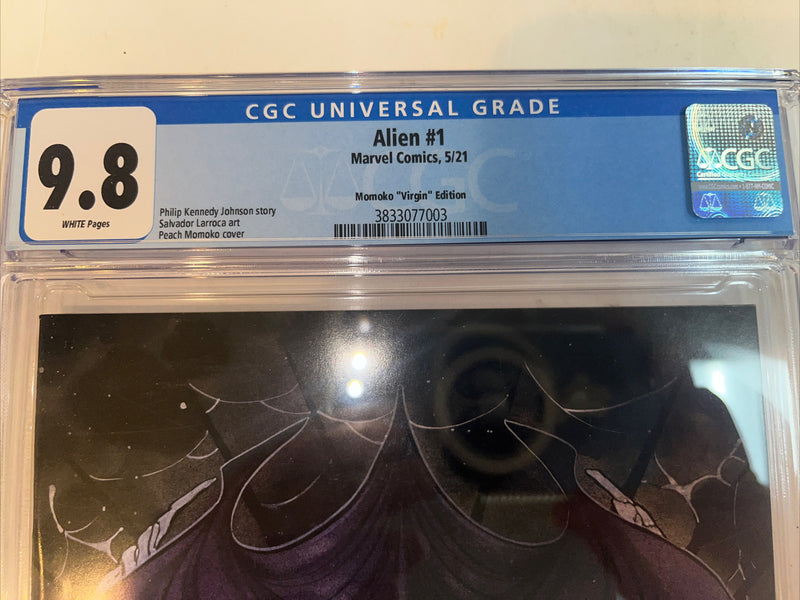 CGC UNIVERSAL GRADE
9.8
WHITE Pages
Alien #1
Marvel Comics, 5/21
Momoko "Virgin" Edition
3833077003
Philip Kennedy Johnson story
Salvador Larroca art
Peach Momoko cover
CGC
CGC